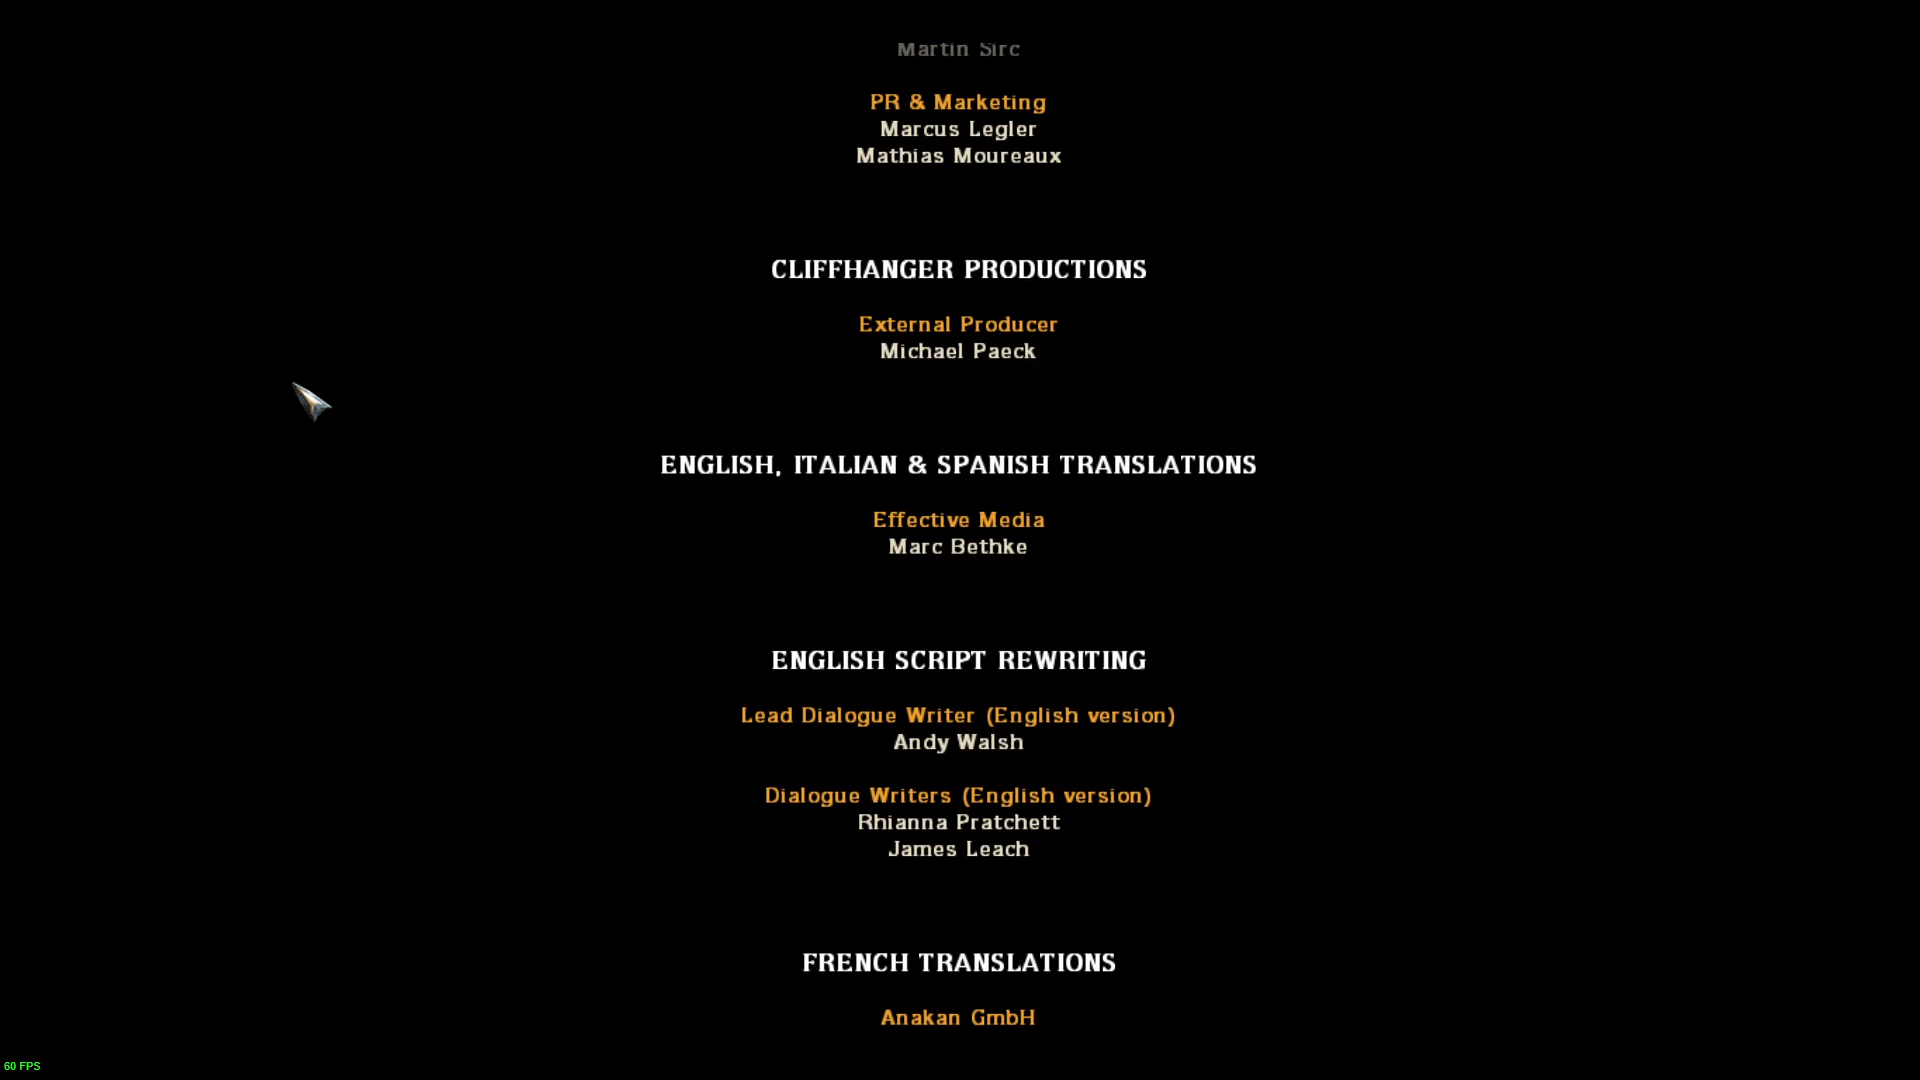 Martin Sirc
PR & Marketing
Marcus Legler
Mathias Moureaux
CLIFFHANGER PRODUCTIONS
External Producer
Michael Paeck
ENGLISH, ITALIAN & SPANISH TRANSLATIONS
Effective Media
Marc Bethke
ENGLISH SCRIPT REWRITING
Lead Dialogue Writer (English version)
Andy Walsh
Dialogue Writers (English version)
Rhianna Pratchett
James Leach
FRENCH TRANSLATIONS
Anakan GmbH
60 FPS